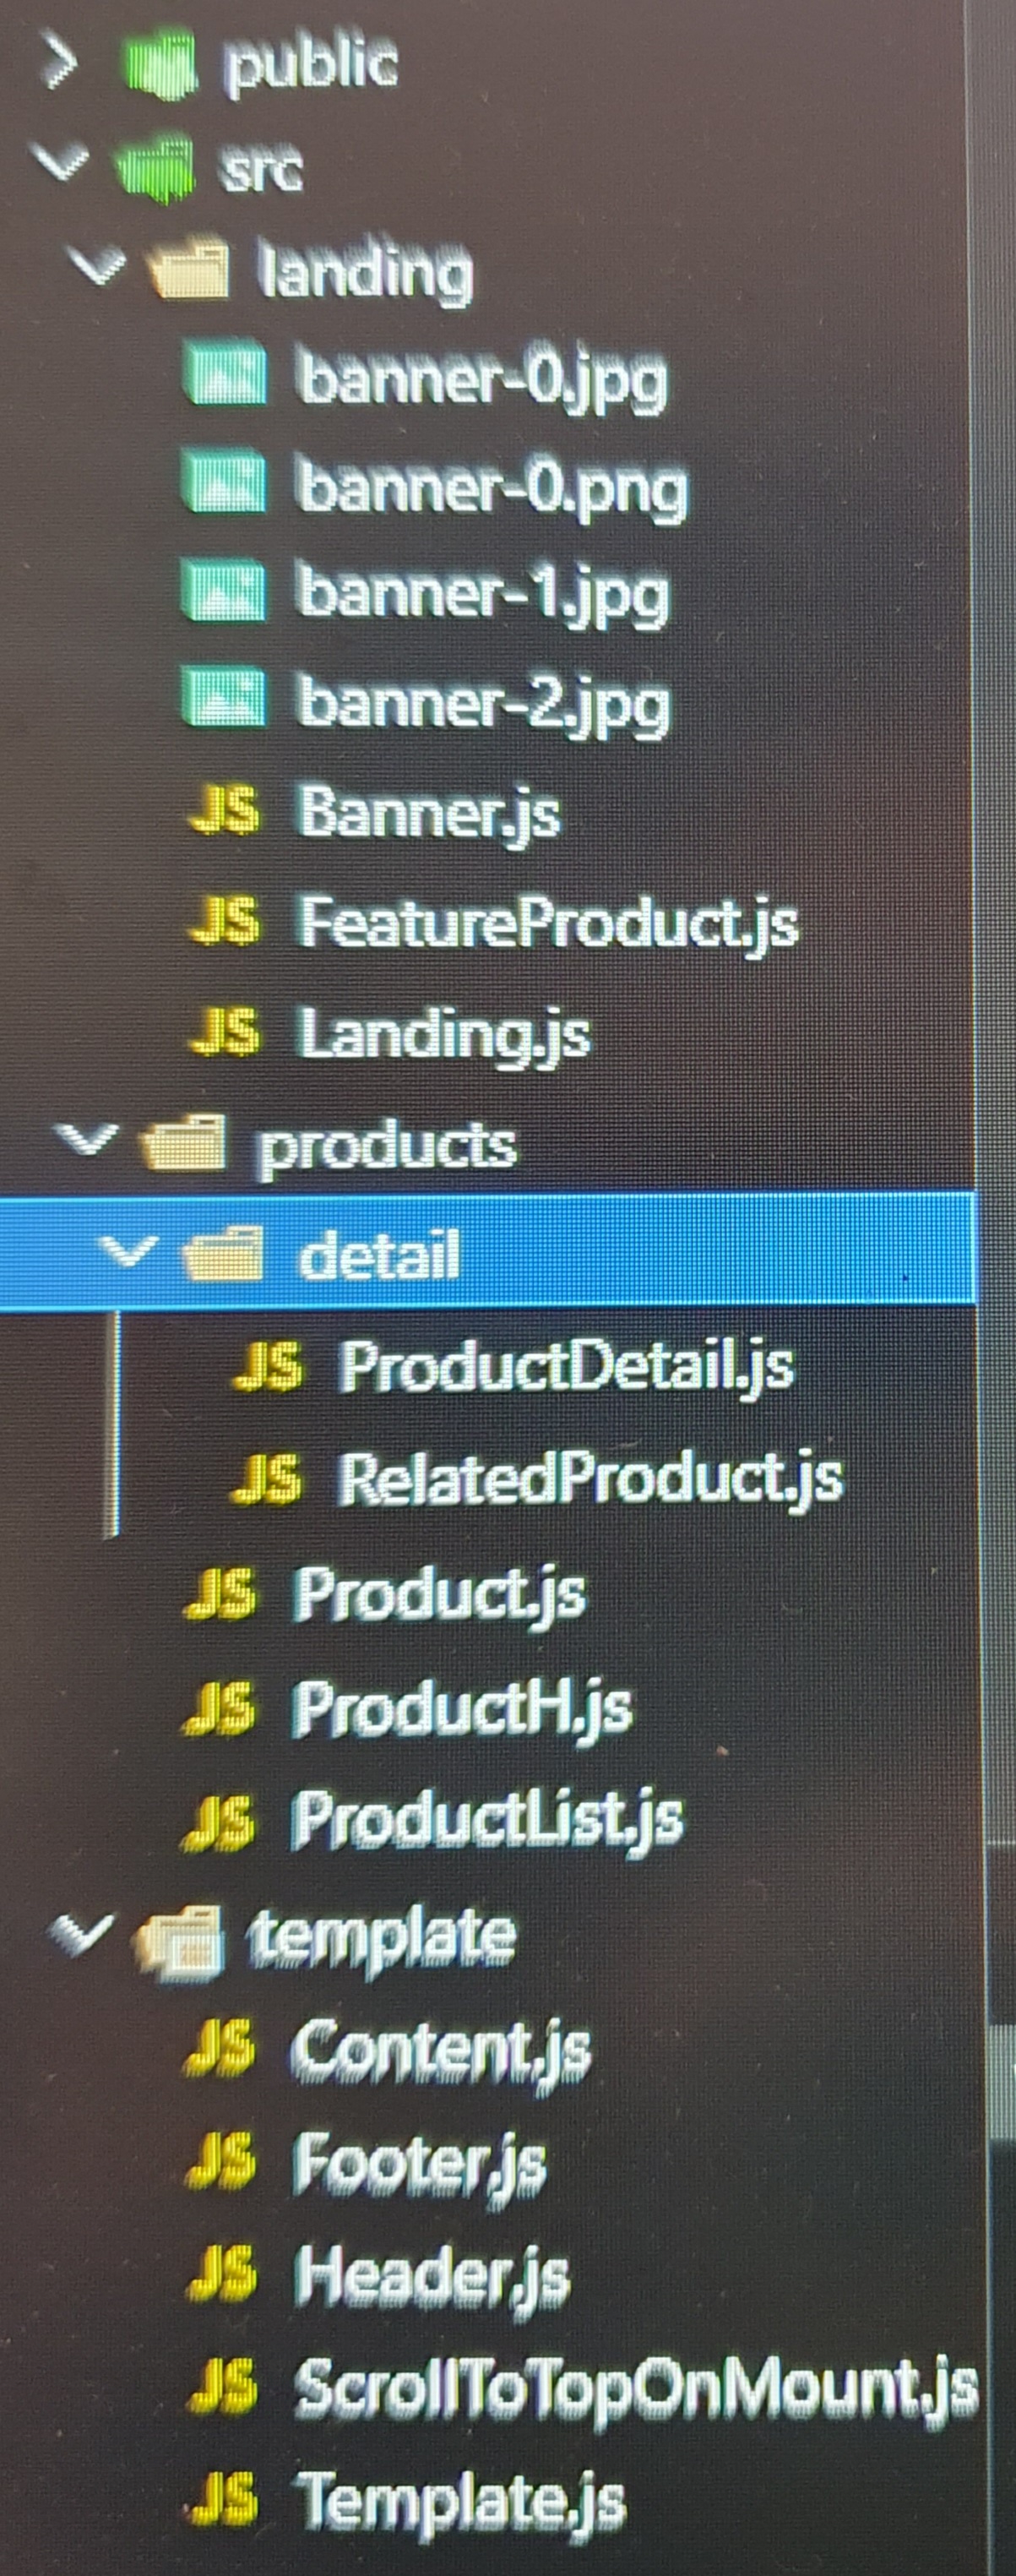 public
src
landing
banner-0.jpg
banner-0.png
banner-1.jpg
banner-2.jpg
JS Banner.js
JS FeatureProduct.js
JS Landing.js
products
detail
JS ProductDetail.js
JS RelatedProduct.js
JS Product.js
JS ProductH.js
JS ProductList.js
template
JS Content.js
JS Footer.js
JS Header.js
JS ScrollToTopOnMount.js
JS Template.js